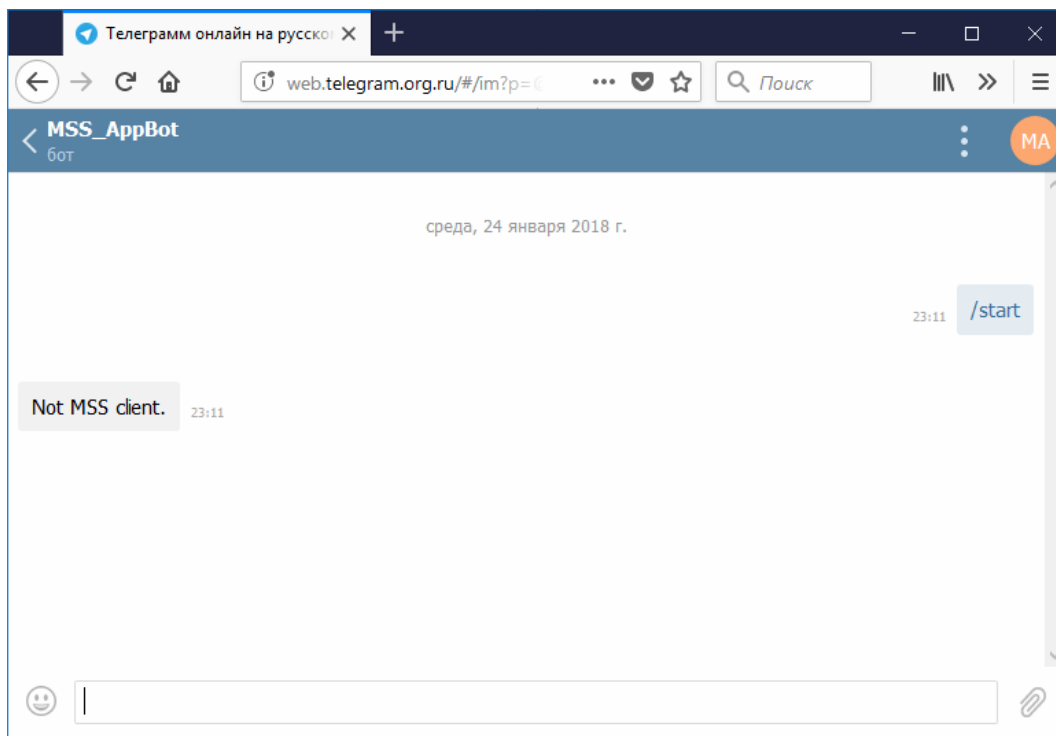 Телеграмм онлайн на русско
web.telegram.org.ru/#/im?p=
Поиск
MSS_AppBot
бот
MA
среда, 24 января 2018 г.
23:11 /start
Not MSS client. 23:11